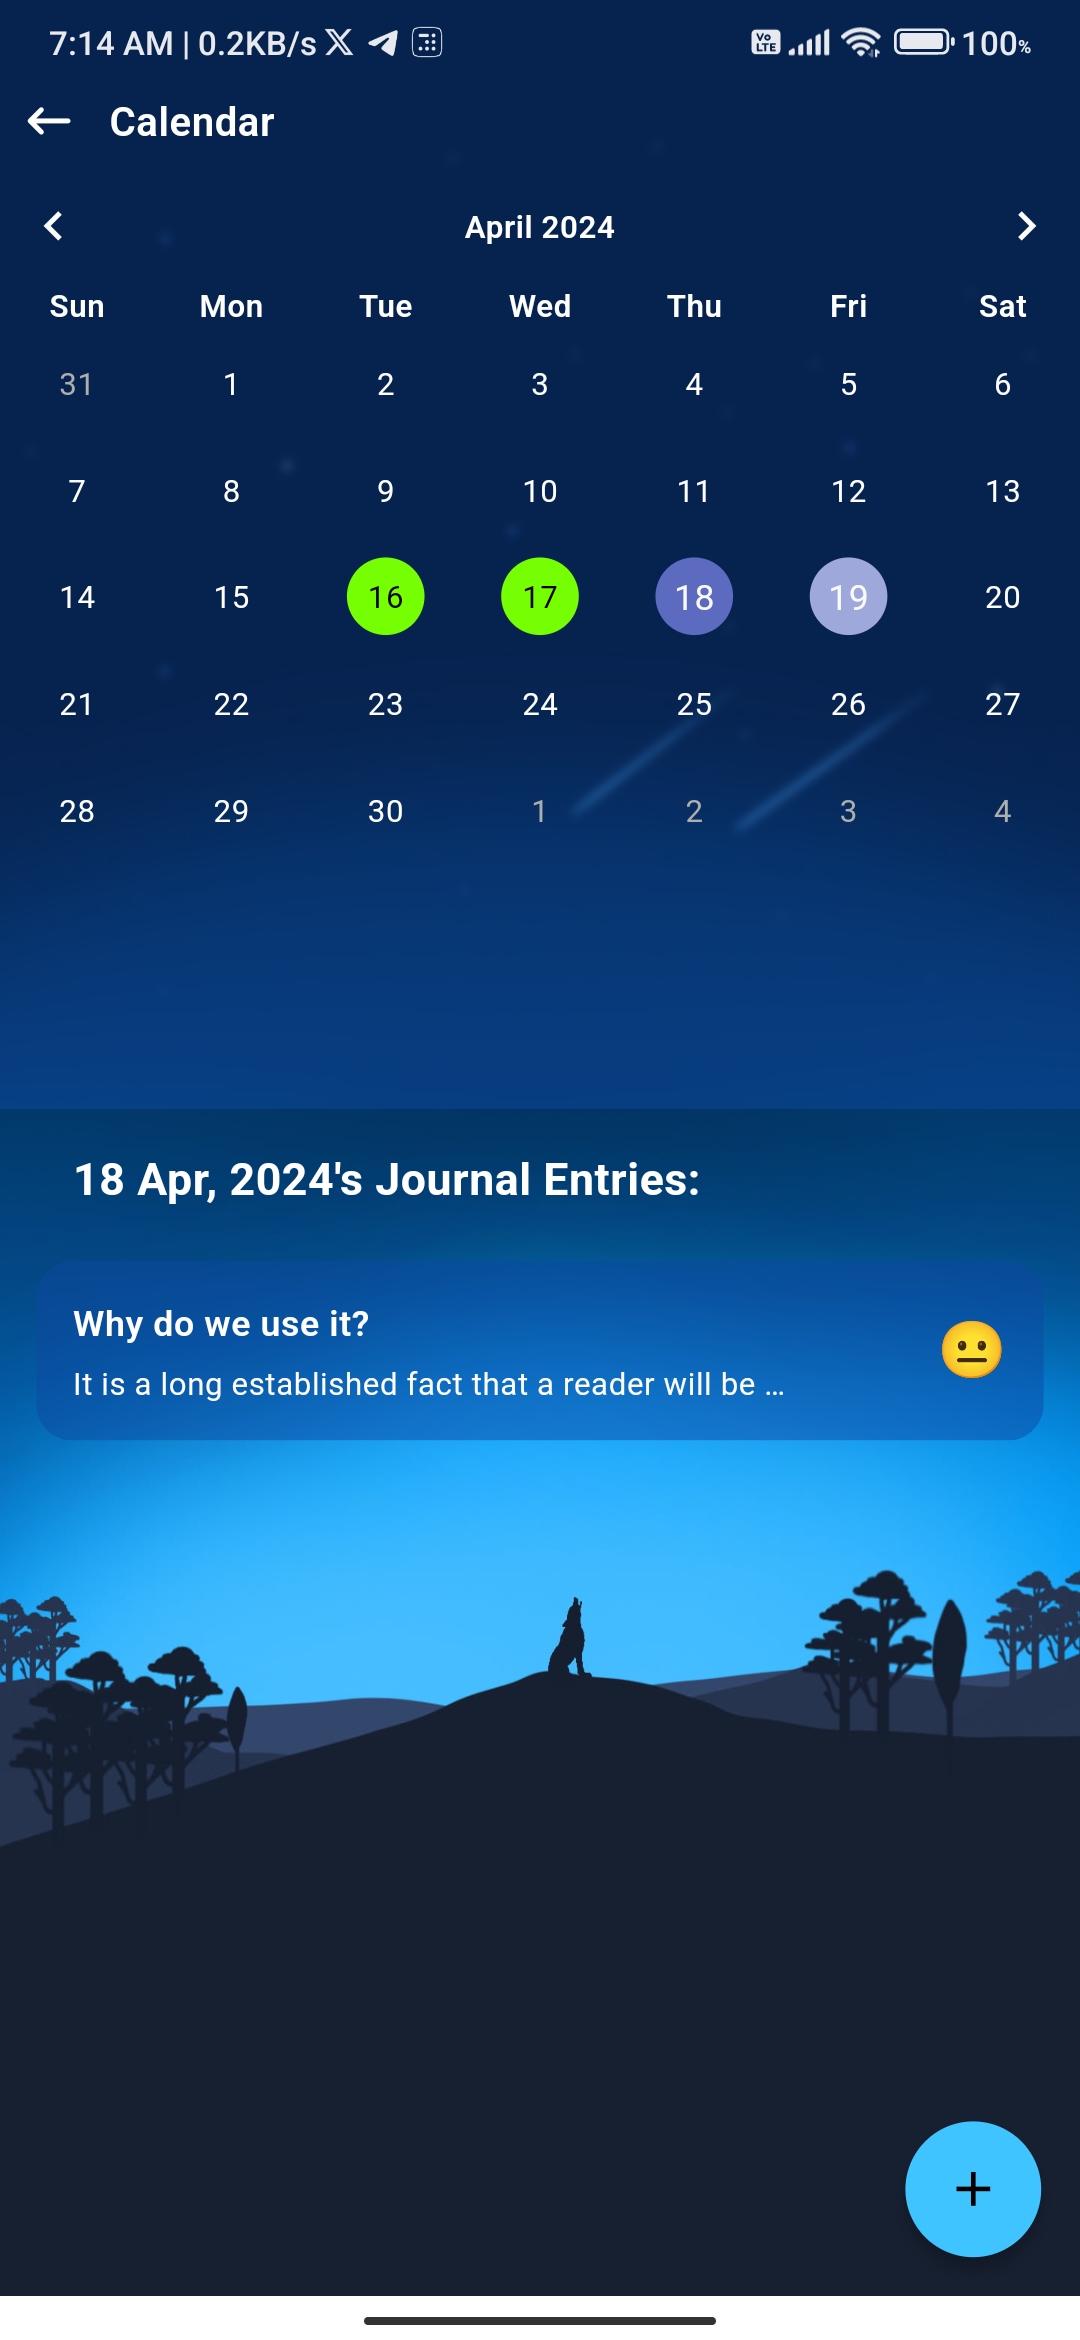 7:14 AM | 0.2KB/s X VoLTE 100%
Calendar
April 2024
Sun Mon Tue Wed Thu Fri Sat
31 1 2 3 4 5 6
7 8 9 10 11 12 13
14 15 16 17 18 19 20
21 22 23 24 25 26 27
28 29 30 1 2 3 4
18 Apr, 2024's Journal Entries:
Why do we use it?
It is a long established fact that a reader will be ...